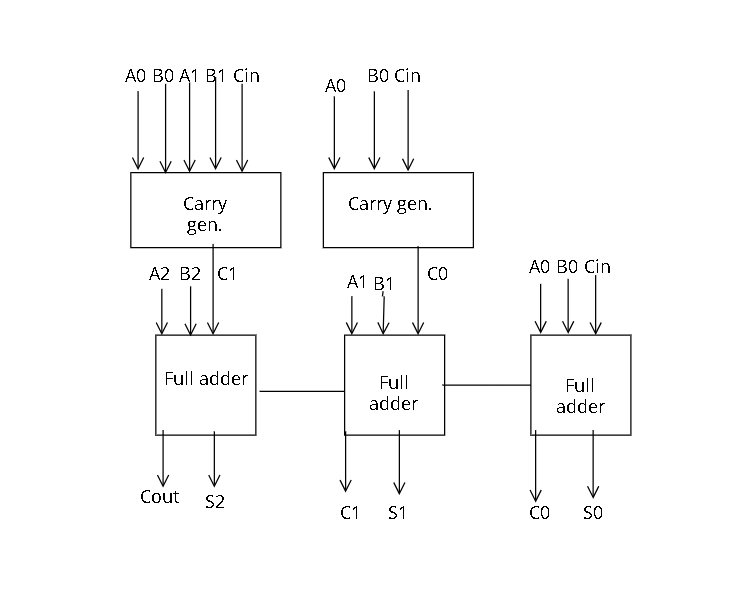 A0 B0 A1 B1 Cin
A0 B0 Cin
Carry
gen.
Carry gen.
A2 B2 C1
A1 B1 C0
A0 B0 Cin
Full adder
Full
adder
Full
adder
Cout S2
C1 S1
C0 S0